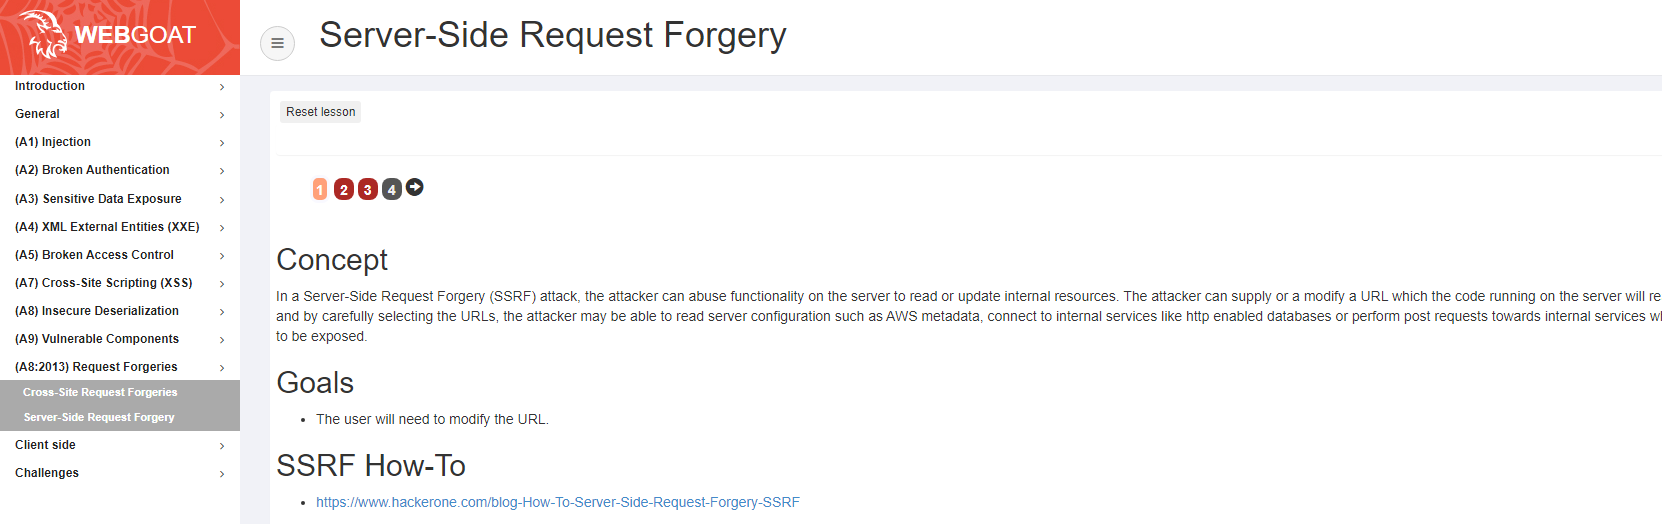 WEBGOAT
Server-Side Request Forgery
Introduction
General
(A1) Injection
(A2) Broken Authentication
(A3) Sensitive Data Exposure
(A4) XML External Entities (XXE)
(A5) Broken Access Control
(A7) Cross-Site Scripting (XSS)
(A8) Insecure Deserialization
(A9) Vulnerable Components
(A8:2013) Request Forgeries
Cross-Site Request Forgeries
Server-Side Request Forgery
Client side
Challenges
Reset lesson
1 2 3 4
Concept
In a Server-Side Request Forgery (SSRF) attack, the attacker can abuse functionality on the server to read or update internal resources. The attacker can supply or a modify a URL which the code running on the server will re
and by carefully selecting the URLs, the attacker may be able to read server configuration such as AWS metadata, connect to internal services like http enabled databases or perform post requests towards internal services wh
to be exposed.
Goals
• The user will need to modify the URL.
SSRF How-To
• https://www.hackerone.com/blog-How-To-Server-Side-Request-Forgery-SSRF